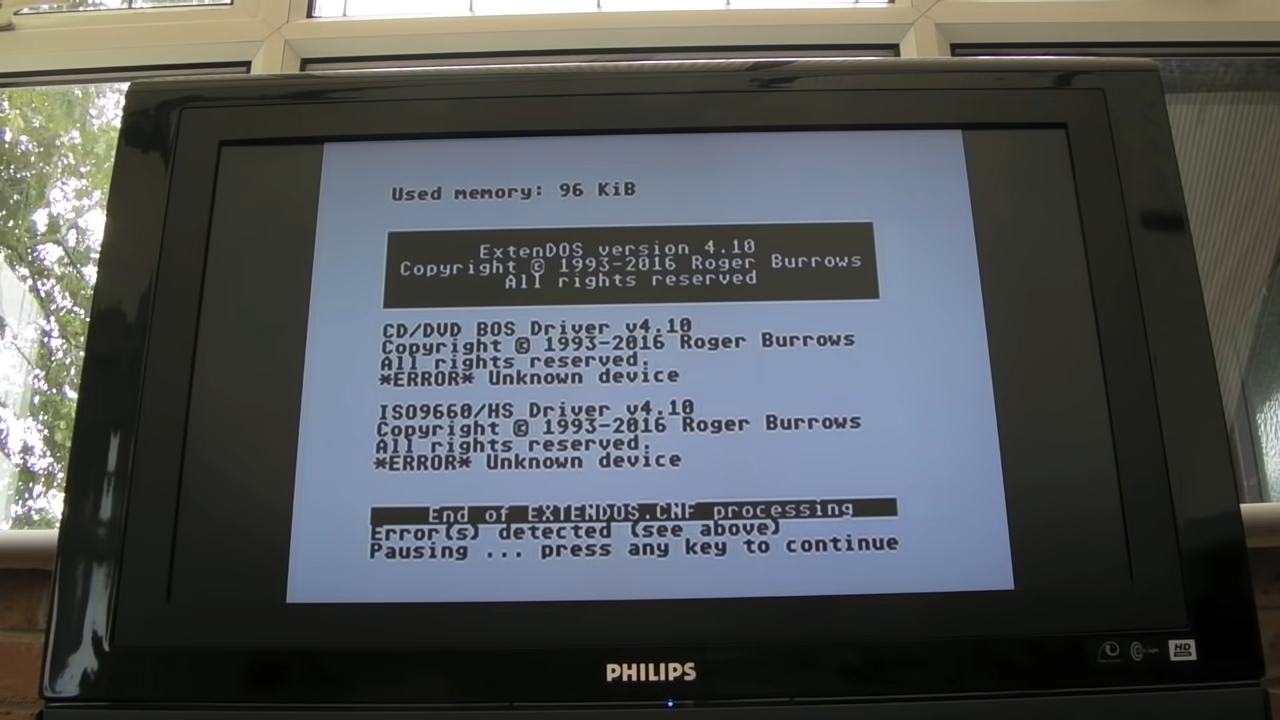 Used memory: 96 KiB
ExtenDOS version 4.10
Copyright © 1993-2016 Roger Burrows
All rights reserved
CD/DVD BOS Driver v4.10
Copyright © 1993-2016 Roger Burrows
All rights reserved.
*ERROR* Unknown device
ISO9660/HS Driver v4.10
Copyright © 1993-2016 Roger Burrows
All rights reserved.
*ERROR* Unknown device
End of EXTENDOS.CNF processing
Error(s) detected (see above)
Pausing ... press any key to continue
PHILIPS
HD